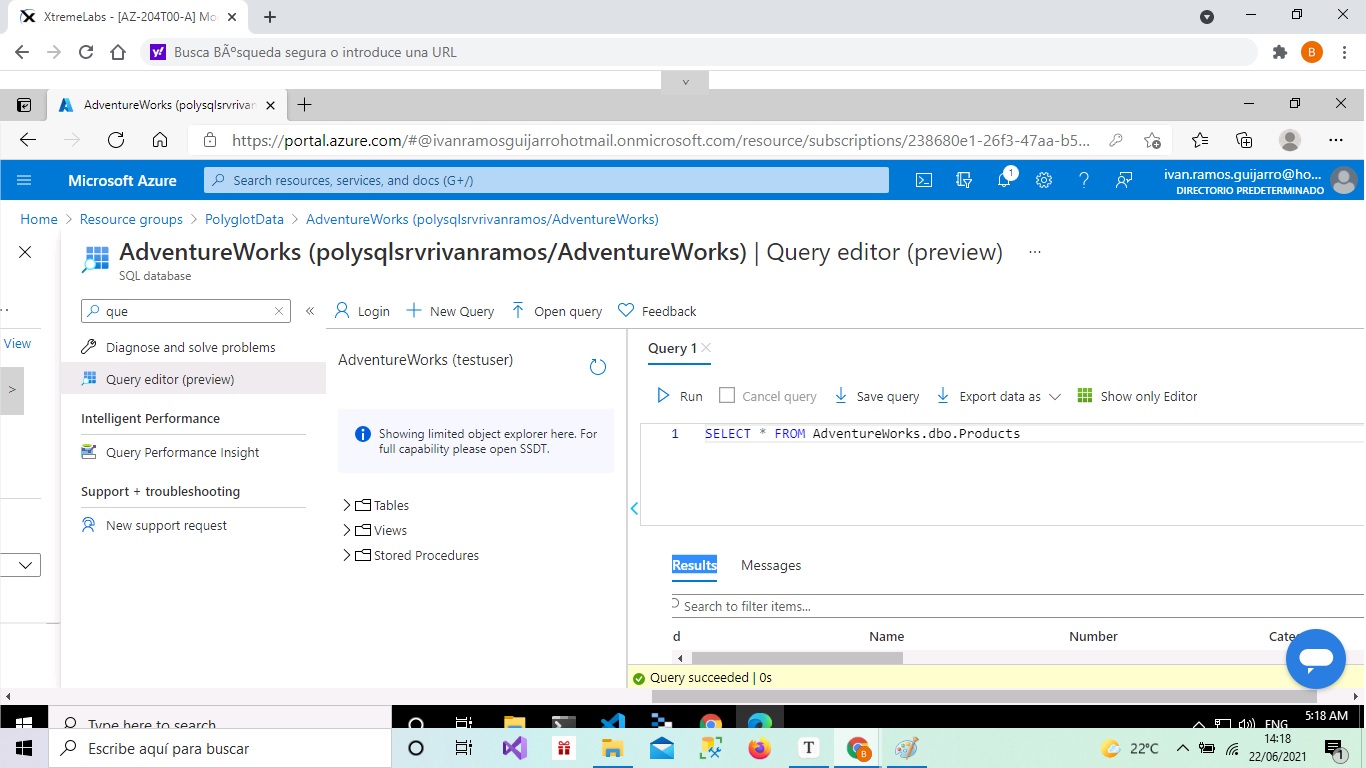 XtremeLabs - [AZ-204T00-A] Mo
Busca BÃºsqueda segura o introduce una URL
B
AdventureWorks (polysqlsrvrivan
https://portal.azure.com/#@ivanramosguijarrohotmail.onmicrosoft.com/resource/subscriptions/238680e1-26f3-47aa-b5...
Microsoft Azure
Search resources, services, and docs (G+/)
1
ivan.ramos.guijarro@ho...
DIRECTORIO PREDETERMINADO
Home > Resource groups > PolyglotData > AdventureWorks (polysqlsrvrivanramos/AdventureWorks)
AdventureWorks (polysqlsrvrivanramos/AdventureWorks) | Query editor (preview) ...
SQL database
que
Login
New Query
Open query
Feedback
View
Diagnose and solve problems
Query editor (preview)
Intelligent Performance
Query Performance Insight
Support + troubleshooting
New support request
AdventureWorks (testuser)
Showing limited object explorer here. For
full capability please open SSDT.
Tables
Views
Stored Procedures
Query 1
Run
Cancel query
Save query
Export data as
Show only Editor
1 SELECT * FROM AdventureWorks.dbo.Products
Results
Messages
Search to filter items...
d
Name
Number
Cate
Query succeeded | 0s
Type here to search
ENG
5:18 AM
Escribe aquí para buscar
T
B
22°C
14:18
22/06/2021
1